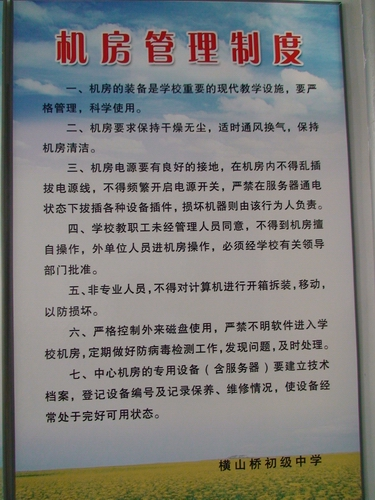 机房管理制度
一、机房的装备是学校重要的现代教学设施，要严
格管理，科学使用。
二、机房要求保持干燥无尘，适时通风换气，保持
机房清洁。
三、机房电源要有良好的接地，在机房内不得乱插
拔电源线，不得频繁开启电源开关，严禁在服务器通电
状态下拔插各种设备插件，损坏机器则由该行为人负责。
四、学校教职工未经管理人员同意，不得到机房擅
自操作，外单位人员进机房操作，必须经学校有关领导
部门批准。
五、非专业人员，不得对计算机进行开箱拆装，移动，
以防损坏。
六、严格控制外来磁盘使用，严禁不明软件进入学
校机房，定期做好防病毒检测工作，发现问题，及时处理。
七、中心机房的专用设备（含服务器）要建立技术
档案，登记设备编号及记录保养、维修情况，使设备经
常处于完好可用状态。
横山桥初级中学